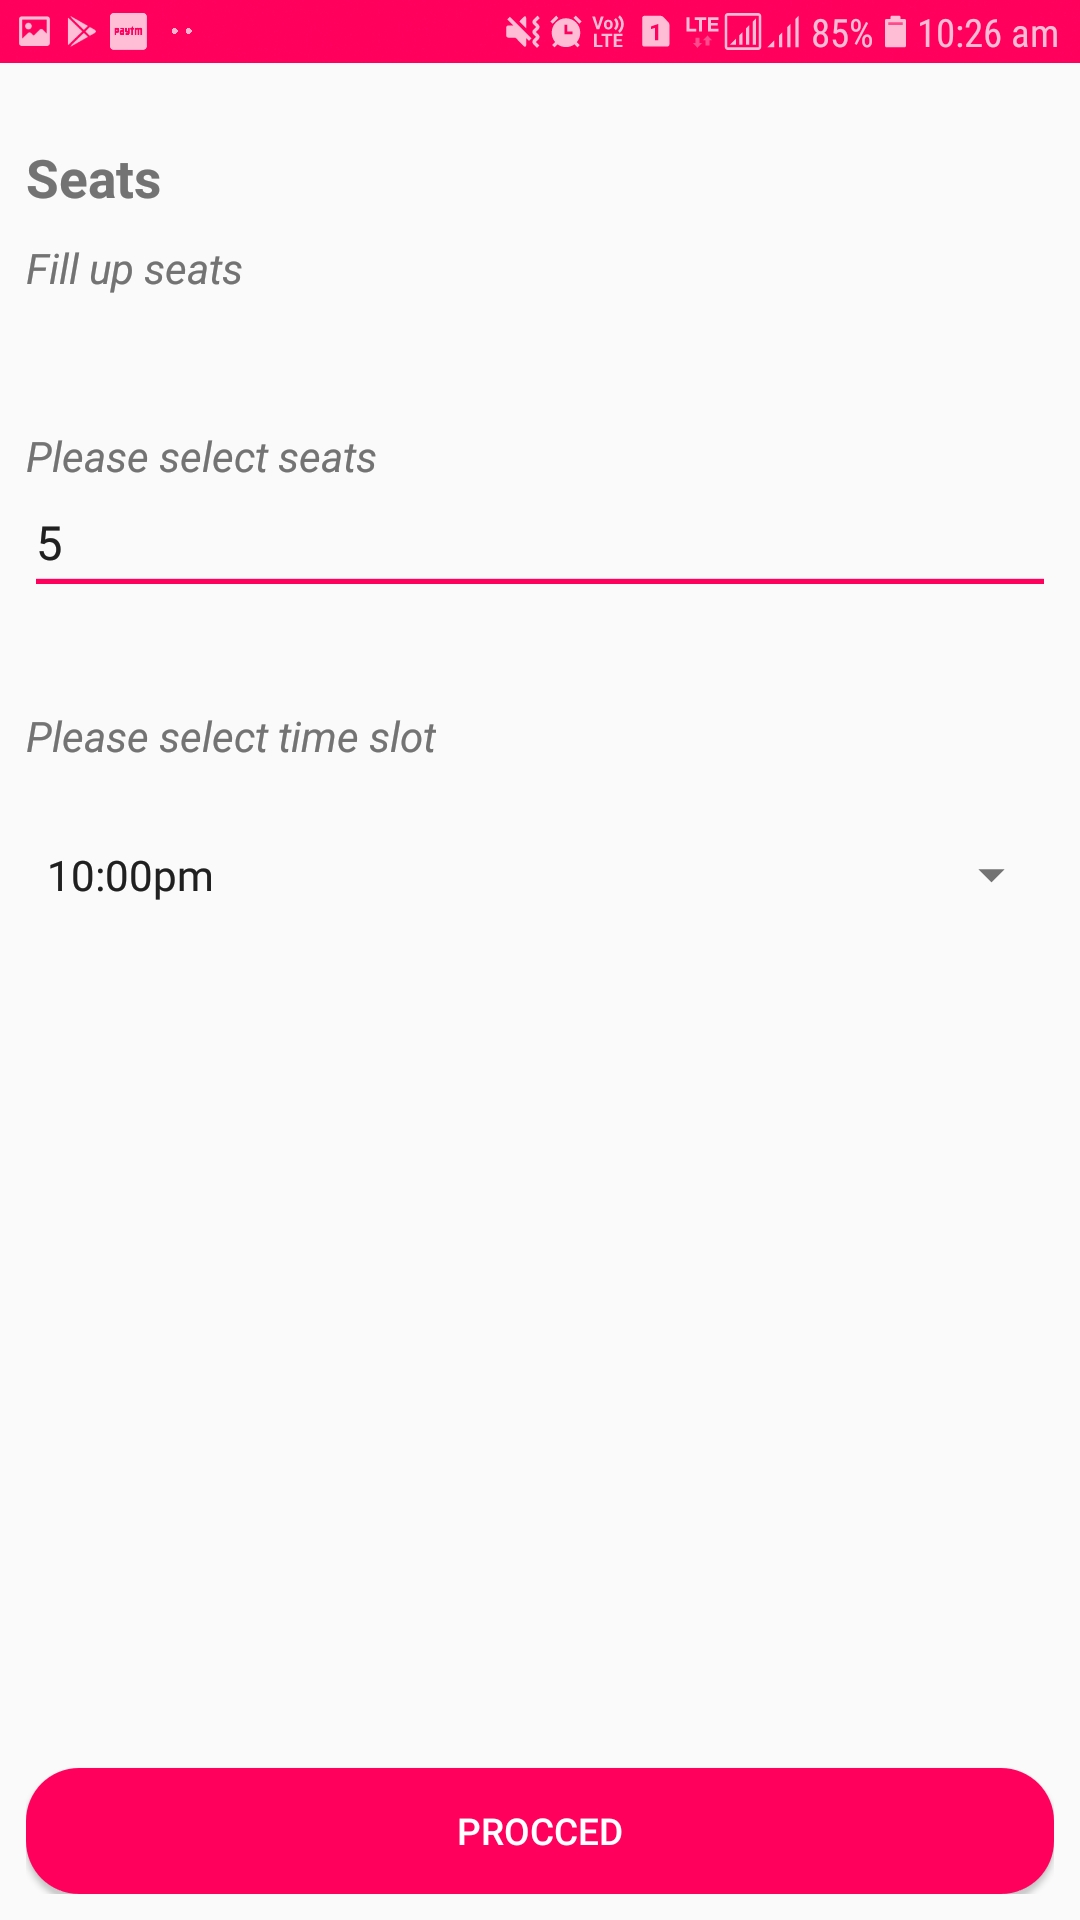 paytm Vo)) LTE 1 LTE 85% 10:26 am
Seats
Fill up seats
Please select seats
5
Please select time slot
10:00pm
PROCCED